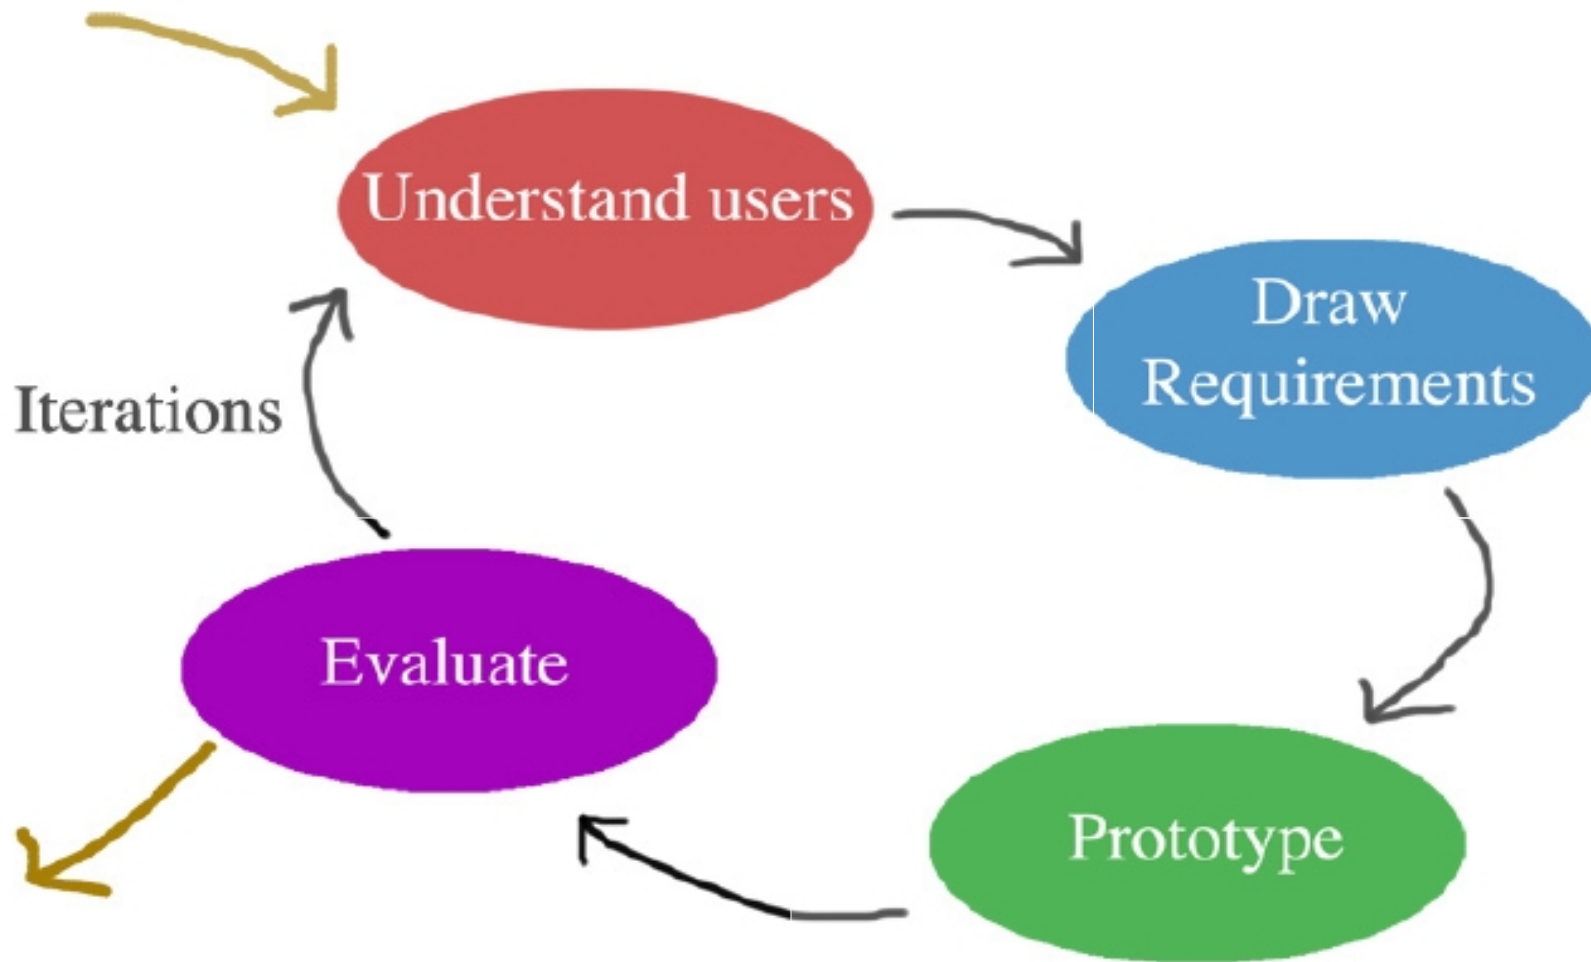 Understand users
Draw
Requirements
Iterations
Evaluate
Prototype